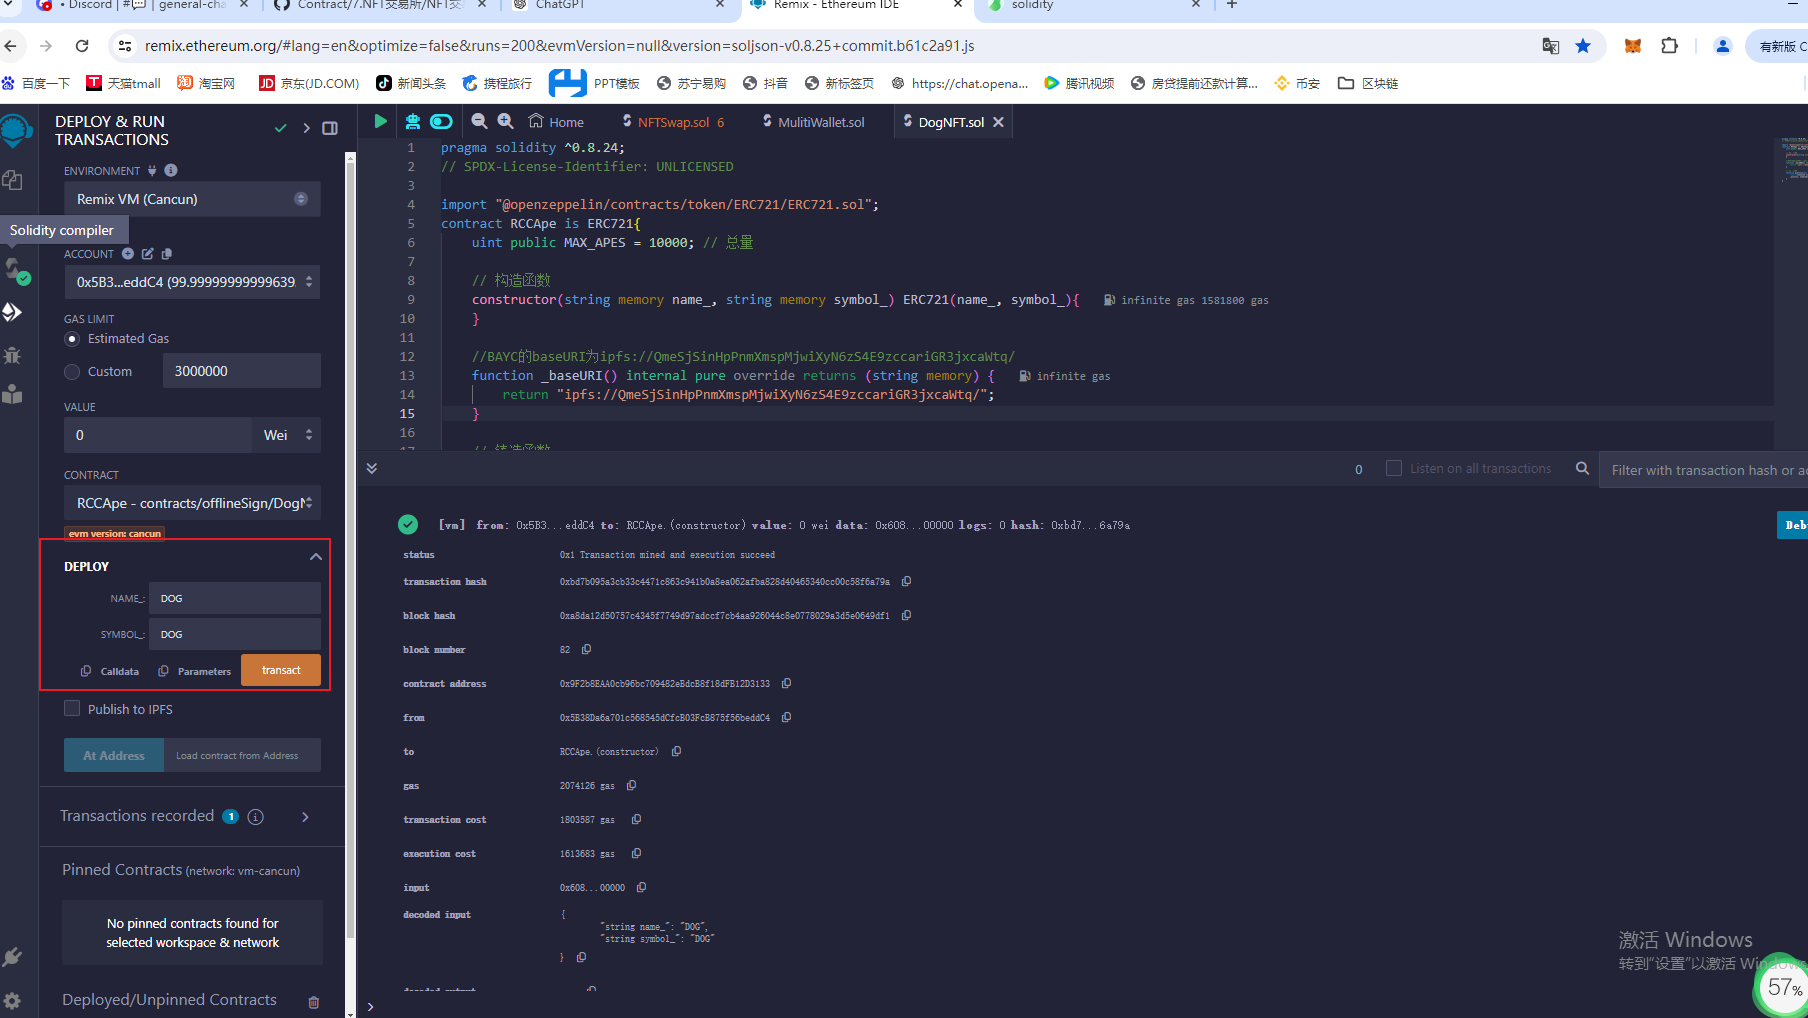 Discord | #
general-cha
Contract/7.NFT交易所/NFT交
ChatGPT
Remix - Ethereum IDE
solidity
remix.ethereum.org/#lang=en&optimize=false&runs=200&evmVersion=null&version=soljson-v0.8.25+commit.b61c2a91.js
有新版 C
百度一下
天猫tmall
淘宝网
京东(JD.COM)
新闻头条
携程旅行
PPT模板
苏宁易购
抖音
新标签页
https://chat.opena...
腾讯视频
房贷提前还款计算...
币安
区块链
DEPLOY & RUN
TRANSACTIONS
ENVIRONMENT
Remix VM (Cancun)
Solidity compiler
ACCOUNT
0x5B3...eddC4 (99.99999999999639
GAS LIMIT
Estimated Gas
Custom
3000000
VALUE
0
Wei
CONTRACT
RCCApe - contracts/offlineSign/DogN
evm version: cancun
DEPLOY
NAME_:
DOG
SYMBOL_:
DOG
Calldata
Parameters
transact
Publish to IPFS
At Address
Load contract from Address
Transactions recorded 1
Pinned Contracts (network: vm-cancun)
No pinned contracts found for
selected workspace & network
Deployed/Unpinned Contracts
Home
NFTSwap.sol 6
MulitiWallet.sol
DogNFT.sol
1 pragma solidity ^0.8.24;
2 // SPDX-License-Identifier: UNLICENSED
3
4 import "@openzeppelin/contracts/token/ERC721/ERC721.sol";
5 contract RCCApe is ERC721{
6 uint public MAX_APES = 10000; // 总量
7
8 // 构造函数
9 constructor(string memory name_, string memory symbol_) ERC721(name_, symbol_){ infinite gas 1581800 gas
10 }
11
12 //BAYC的baseURI为ipfs://QmeSjSinHpPnmXmspMjwiXyN6zS4E9zccariGR3jxcaWtq/
13 function _baseURI() internal pure override returns (string memory) { infinite gas
14 return "ipfs://QmeSjSinHpPnmXmspMjwiXyN6zS4E9zccariGR3jxcaWtq/";
15 }
16
0
Listen on all transactions
Filter with transaction hash or a
[vm] from: 0x5B3...eddC4 to: RCCApe.(constructor) value: 0 wei data: 0x608...00000 logs: 0 hash: 0xbd7...6a79a
Deb
status 0x1 Transaction mined and execution succeed
transaction hash 0xbd7b095a3cb33c4471c863c941b0a8ea062afba828d40465340cc00c58f6a79a
block hash 0xa8da12d50757c4345f7749d97adccf7cb4aa926044c8e0778029a3d5e0649df1
block number 82
contract address 0x9F2b8EAA0cb96bc709482eBdcB8f18dFB12D3133
from 0x5B38Da6a701c568545dCfcB03FcB875f56beddC4
to RCCApe.(constructor)
gas 2074126 gas
transaction cost 1803587 gas
execution cost 1613683 gas
input 0x608...00000
decoded input {
"string name_": "DOG",
"string symbol_": "DOG"
}
激活 Windows
转到"设置"以激活 Windows
57%